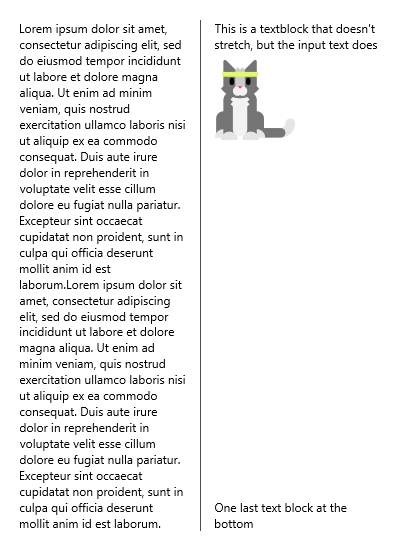 Lorem ipsum dolor sit amet,
consectetur adipiscing elit, sed
do eiusmod tempor incididunt
ut labore et dolore magna
aliqua. Ut enim ad minim
veniam, quis nostrud
exercitation ullamco laboris nisi
ut aliquip ex ea commodo
consequat. Duis aute irure
dolor in reprehenderit in
voluptate velit esse cillum
dolore eu fugiat nulla pariatur.
Excepteur sint occaecat
cupidatat non proident, sunt in
culpa qui officia deserunt
mollit anim id est
laborum.Lorem ipsum dolor sit
amet, consectetur adipiscing
elit, sed do eiusmod tempor
incididunt ut labore et dolore
magna aliqua. Ut enim ad
minim veniam, quis nostrud
exercitation ullamco laboris nisi
ut aliquip ex ea commodo
consequat. Duis aute irure
dolor in reprehenderit in
voluptate velit esse cillum
dolore eu fugiat nulla pariatur.
Excepteur sint occaecat
cupidatat non proident, sunt in
culpa qui officia deserunt
mollit anim id est laborum.
This is a textblock that doesn't
stretch, but the input text does
One last text block at the
bottom